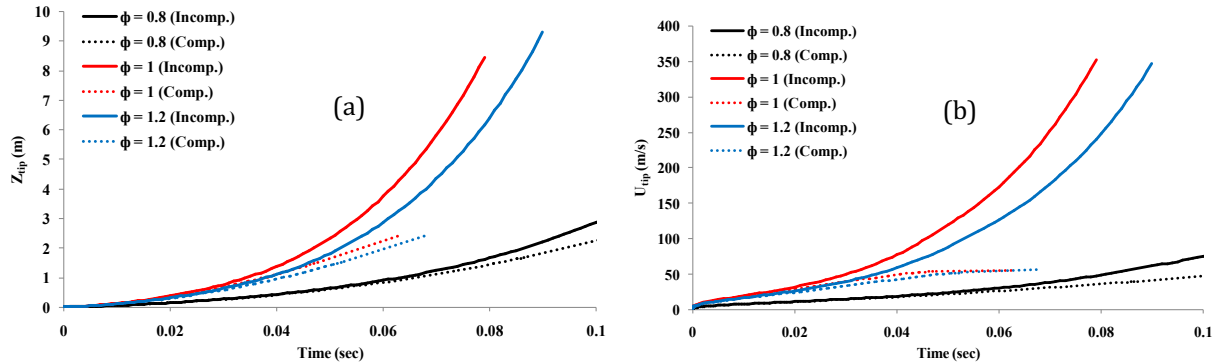 φ = 0.8 (Incomp.)
φ = 0.8 (Comp.)
φ = 1 (Incomp.)
φ = 1 (Comp.)
φ = 1.2 (Incomp.)
φ = 1.2 (Comp.)
(a)
10
9
8
7
6
5
4
3
2
1
0
Z_tip (m)
0 0.02 0.04 0.06 0.08 0.1
Time (sec)
φ = 0.8 (Incomp.)
φ = 0.8 (Comp.)
φ = 1 (Incomp.)
φ = 1 (Comp.)
φ = 1.2 (Incomp.)
φ = 1.2 (Comp.)
(b)
400
350
300
250
200
150
100
50
0
U_tip (m/s)
0 0.02 0.04 0.06 0.08 0.1
Time (sec)